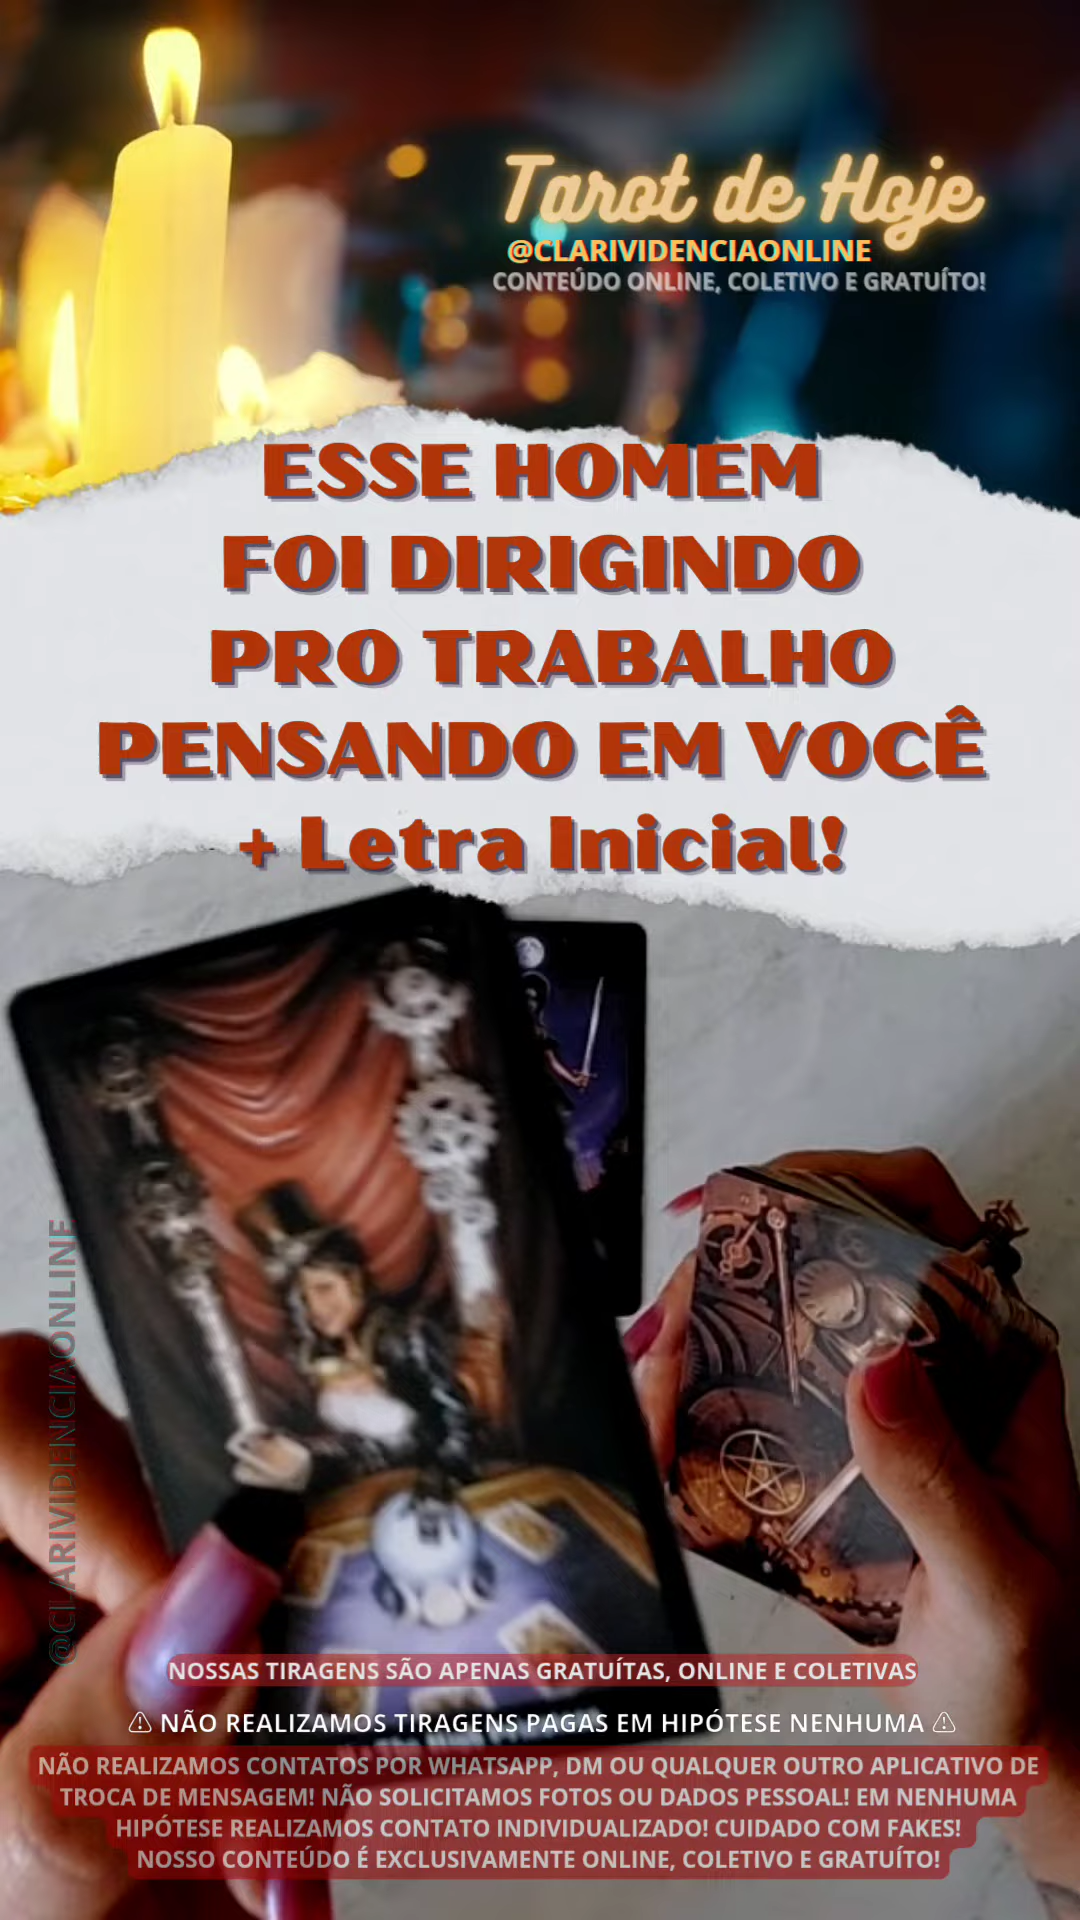 Tarot de Hoje
@CLARIVIDENCIAONLINE
CONTEÚDO ONLINE, COLETIVO E GRATUÍTO!
ESSE HOMEM
FOI DIRIGINDO
PRO TRABALHO
PENSANDO EM VOCÊ
+ Letra Inicial!
@CLARIVIDENCIAONLINE
NOSSAS TIRAGENS SÃO APENAS GRATUÍTAS, ONLINE E COLETIVAS
⚠ NÃO REALIZAMOS TIRAGENS PAGAS EM HIPÓTESE NENHUMA ⚠
NÃO REALIZAMOS CONTATOS POR WHATSAPP, DM OU QUALQUER OUTRO APLICATIVO DE
TROCA DE MENSAGEM! NÃO SOLICITAMOS FOTOS OU DADOS PESSOAL! EM NENHUMA
HIPÓTESE REALIZAMOS CONTATO INDIVIDUALIZADO! CUIDADO COM FAKES!
NOSSO CONTEÚDO É EXCLUSIVAMENTE ONLINE, COLETIVO E GRATUÍTO!